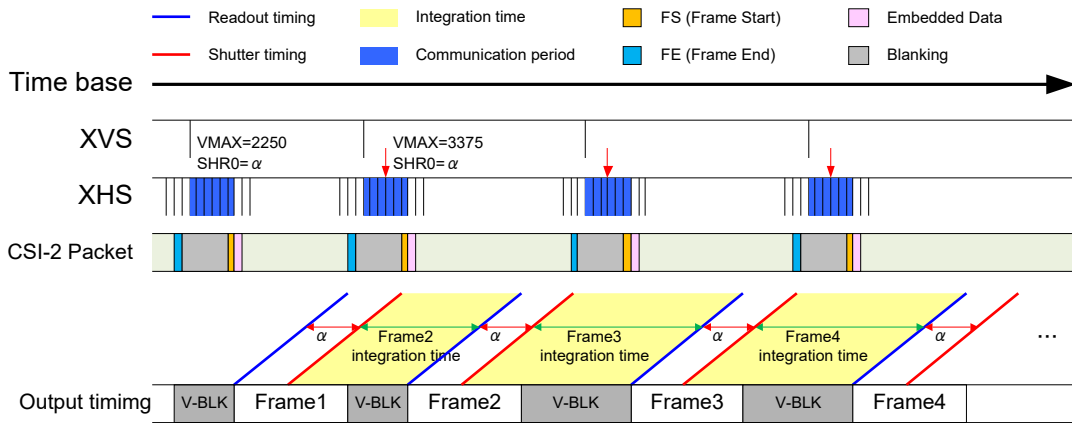 Readout timing
Integration time
FS (Frame Start)
Embedded Data
Shutter timing
Communication period
FE (Frame End)
Blanking
Time base
XVS
VMAX=2250
SHR0= α
VMAX=3375
SHR0= α
XHS
CSI-2 Packet
α
Frame2
integration time
α
Frame3
integration time
α
Frame4
integration time
α
...
Output timimg
V-BLK
Frame1
V-BLK
Frame2
V-BLK
Frame3
V-BLK
Frame4